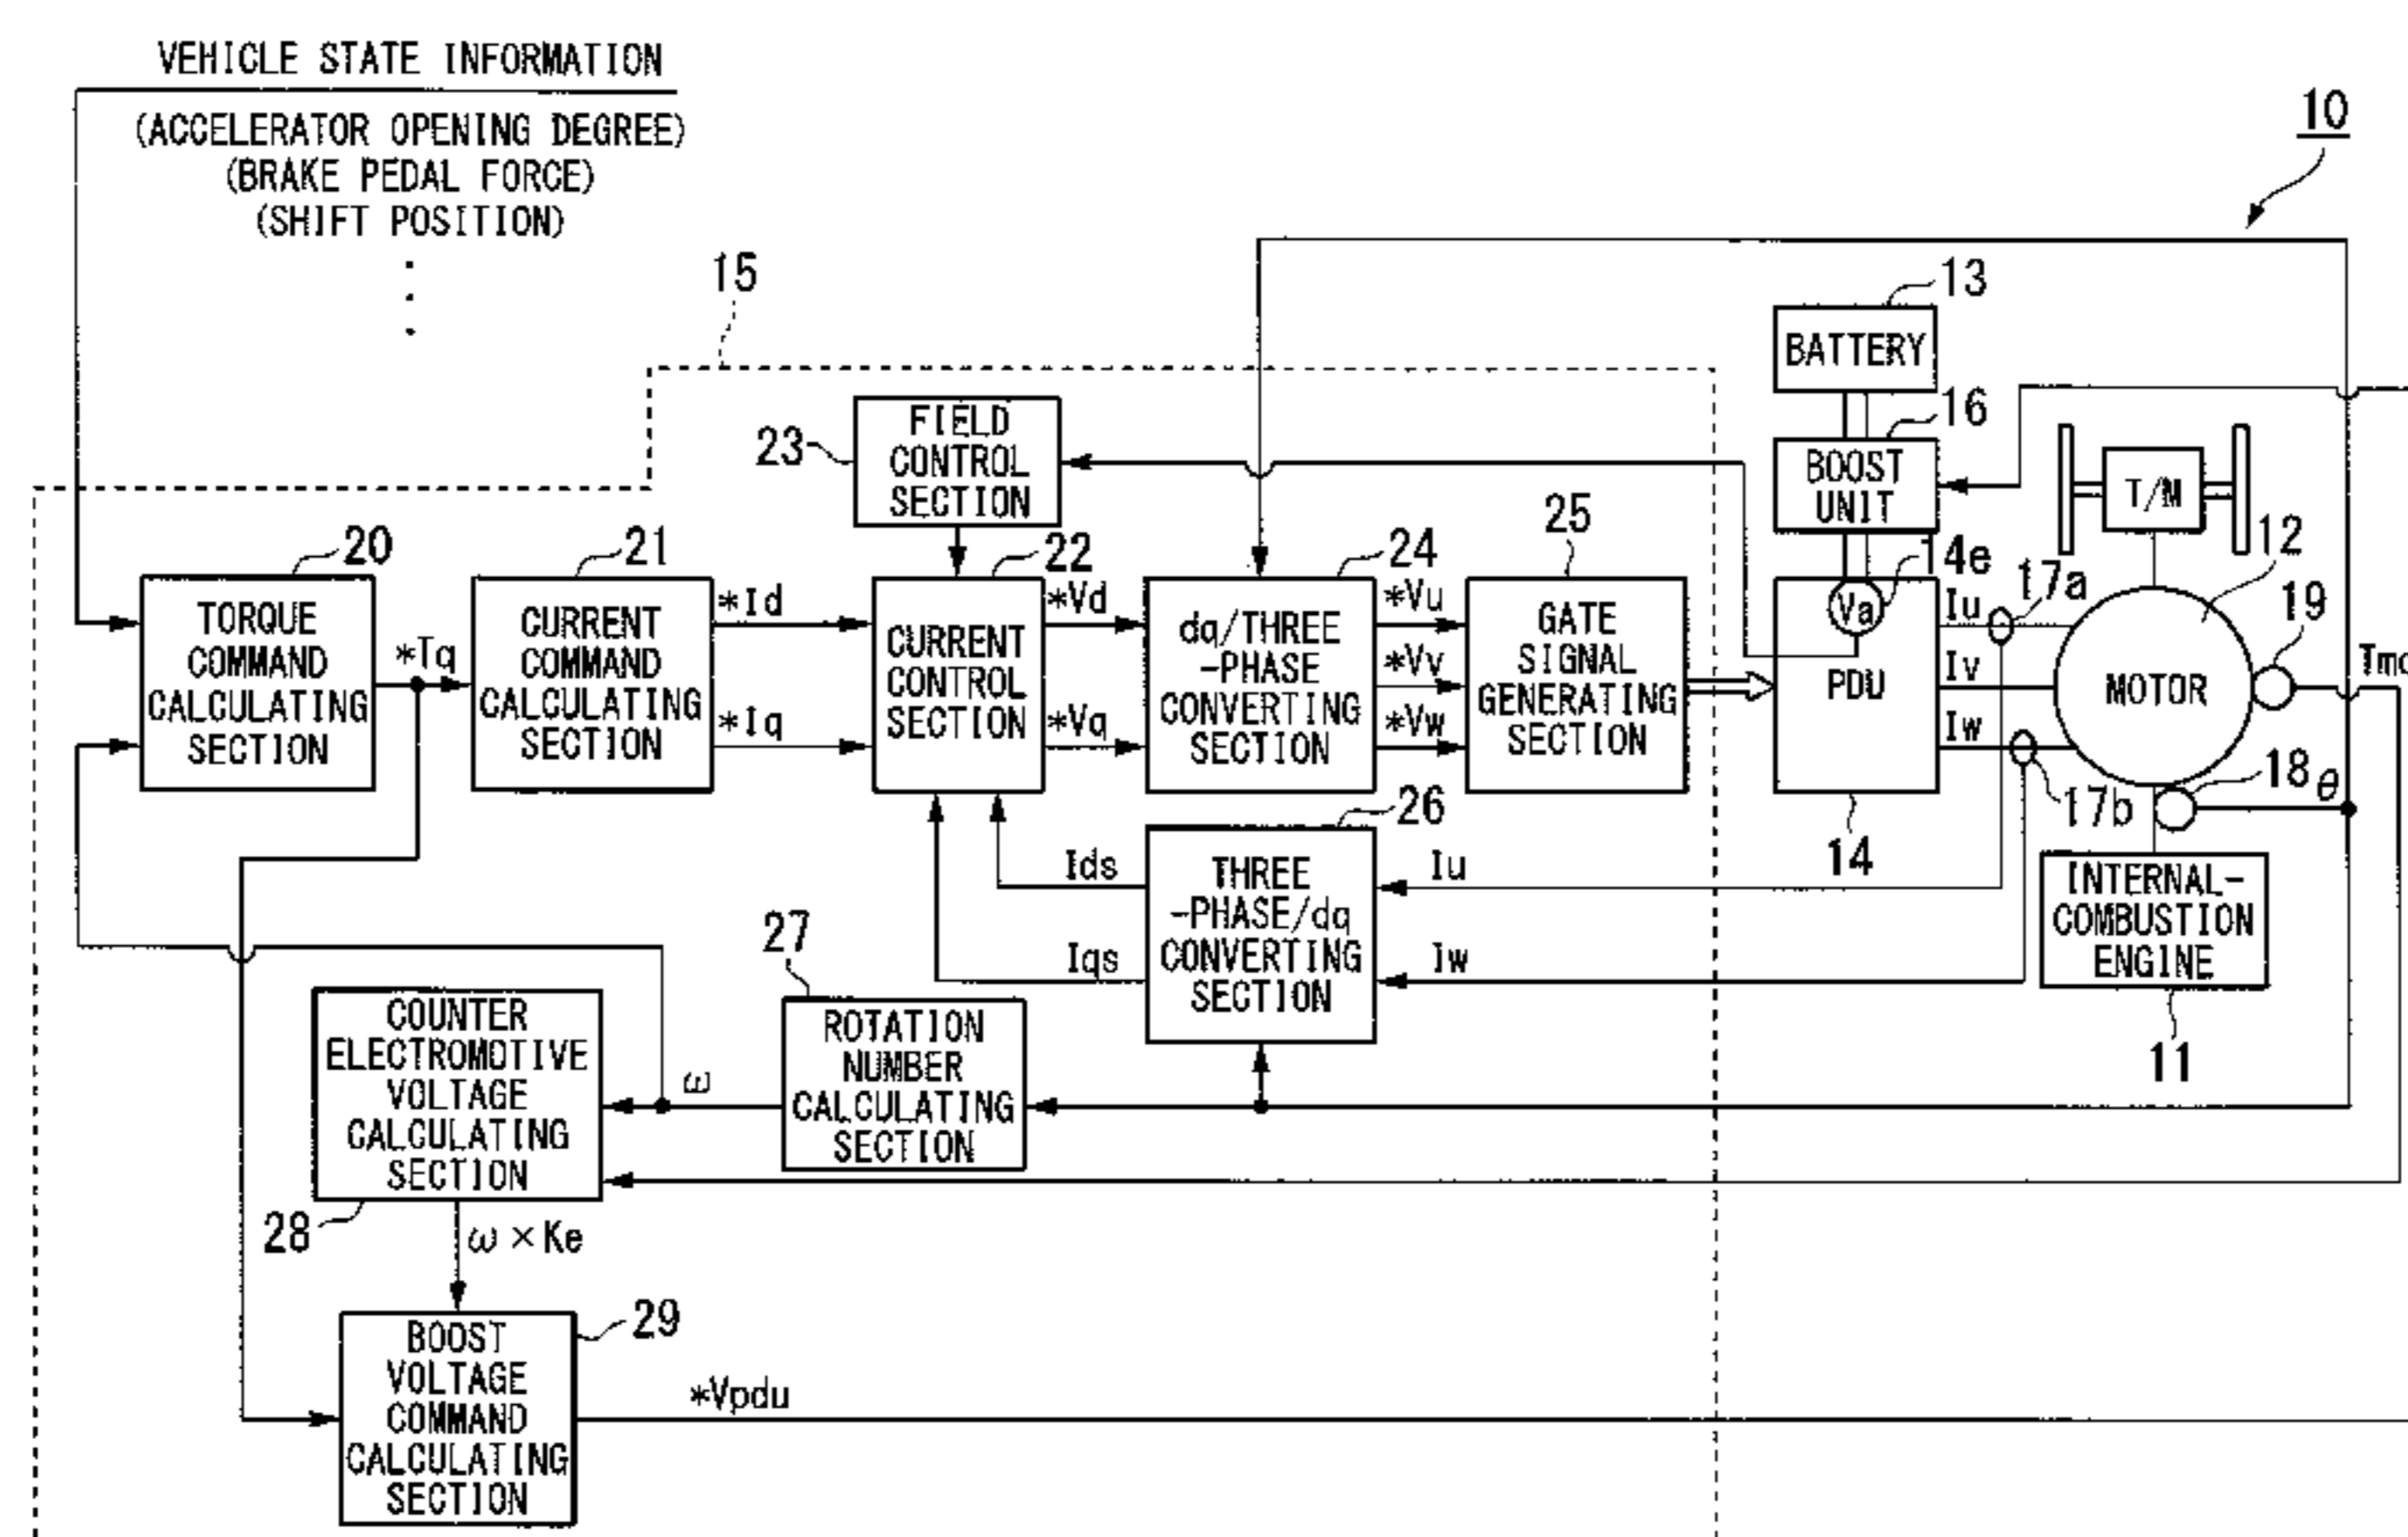 VEHICLE STATE INFORMATION
(ACCELERATOR OPENING DEGREE)
(BRAKE PEDAL FORCE)
(SHIFT POSITION)
10
15
13
BATTERY
16
BOOST
UNIT
T/M
23
FIELD
CONTROL
SECTION
20
TORQUE
COMMAND
CALCULATING
SECTION
*Tq
21
CURRENT
COMMAND
CALCULATING
SECTION
*Id
*Iq
22
CURRENT
CONTROL
SECTION
*Vd
*Vq
24
dq/THREE
-PHASE
CONVERTING
SECTION
*Vu
*Vv
*Vw
25
GATE
SIGNAL
GENERATING
SECTION
14e
Va
PDU
14
Iu
Iv
Iw
17a
17b
12
MOTOR
19
18
θ
INTERNAL-
COMBUSTION
ENGINE
11
26
THREE
-PHASE/dq
CONVERTING
SECTION
Ids
Iqs
Iu
Iw
27
ROTATION
NUMBER
CALCULATING
SECTION
ω
COUNTER
ELECTROMOTIVE
VOLTAGE
CALCULATING
SECTION
28
ω×Ke
29
BOOST
VOLTAGE
COMMAND
CALCULATING
SECTION
*Vpdu